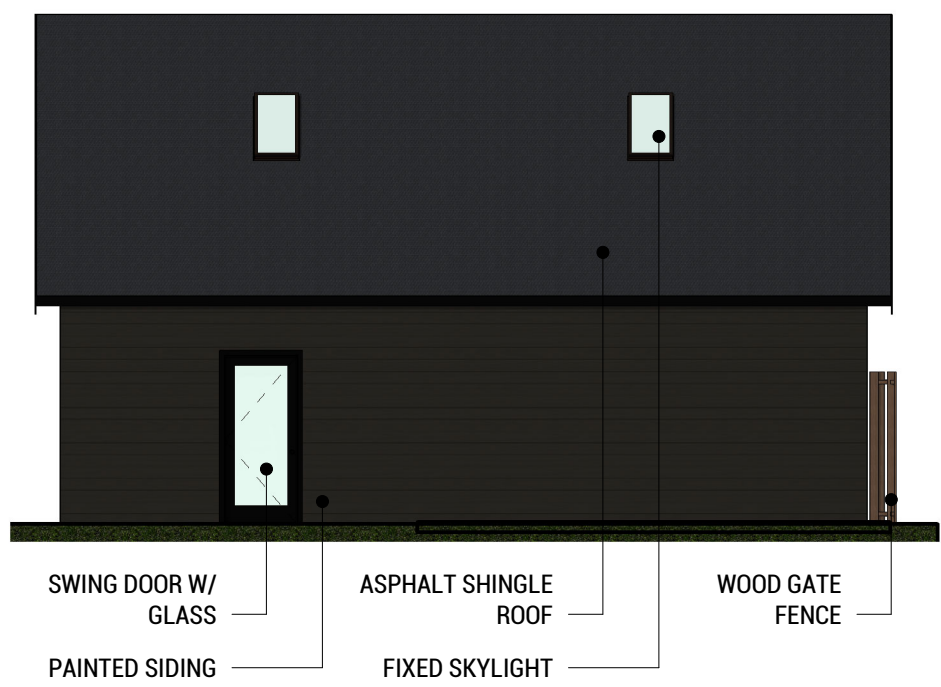 SWING DOOR W/
GLASS
PAINTED SIDING
ASPHALT SHINGLE
ROOF
FIXED SKYLIGHT
WOOD GATE
FENCE